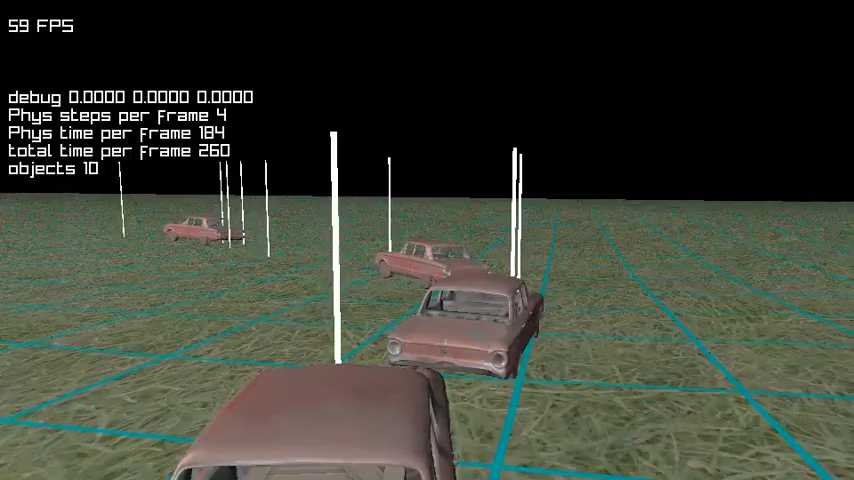 59 FPS
debug 0.0000 0.0000 0.0000
Phys steps per frame 4
Phys time per frame 184
total time per frame 260
objects 10